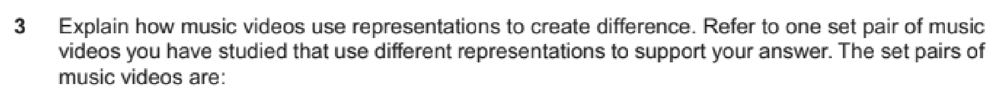 3 Explain how music videos use representations to create difference. Refer to one set pair of music
videos you have studied that use different representations to support your answer. The set pairs of
music videos are: